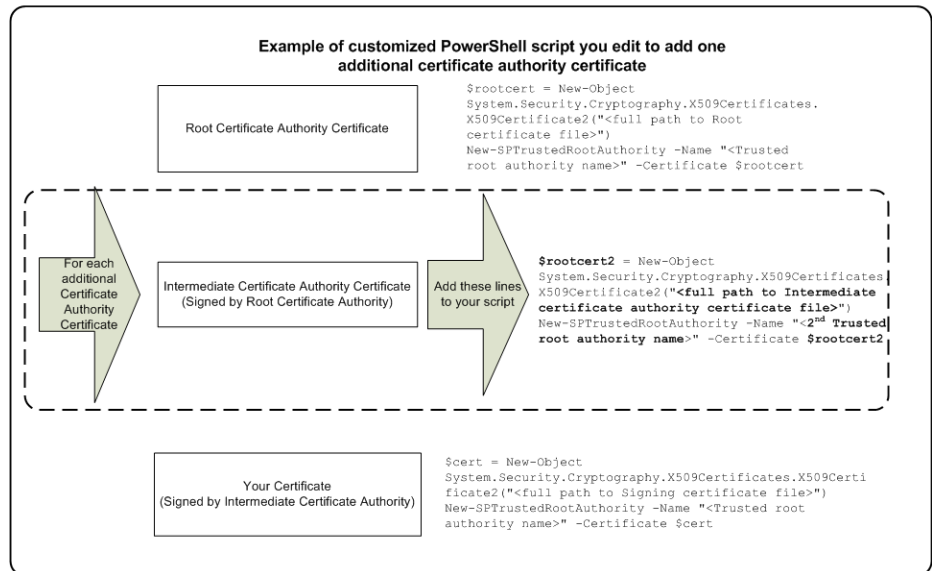 Example of customized PowerShell script you edit to add one
additional certificate authority certificate
Root Certificate Authority Certificate
$rootcert = New-Object
System.Security.Cryptography.X509Certificates.
X509Certificate2("<full path to Root
certificate file>")
New-SPTrustedRootAuthority -Name "<Trusted
root authority name>" -Certificate $rootcert
For each
additional
Certificate
Authority
Certificate
Intermediate Certificate Authority Certificate
(Signed by Root Certificate Authority)
Add these lines
to your script
$rootcert2 = New-Object
System.Security.Cryptography.X509Certificates.
X509Certificate2("<full path to Intermediate
certificate authority certificate file>")
New-SPTrustedRootAuthority -Name "<2nd Trusted
root authority name>" -Certificate $rootcert2
Your Certificate
(Signed by Intermediate Certificate Authority)
$cert = New-Object
System.Security.Cryptography.X509Certificates.X509Certi
ficate2("<full path to Signing certificate file>")
New-SPTrustedRootAuthority -Name "<Trusted root
authority name>" -Certificate $cert